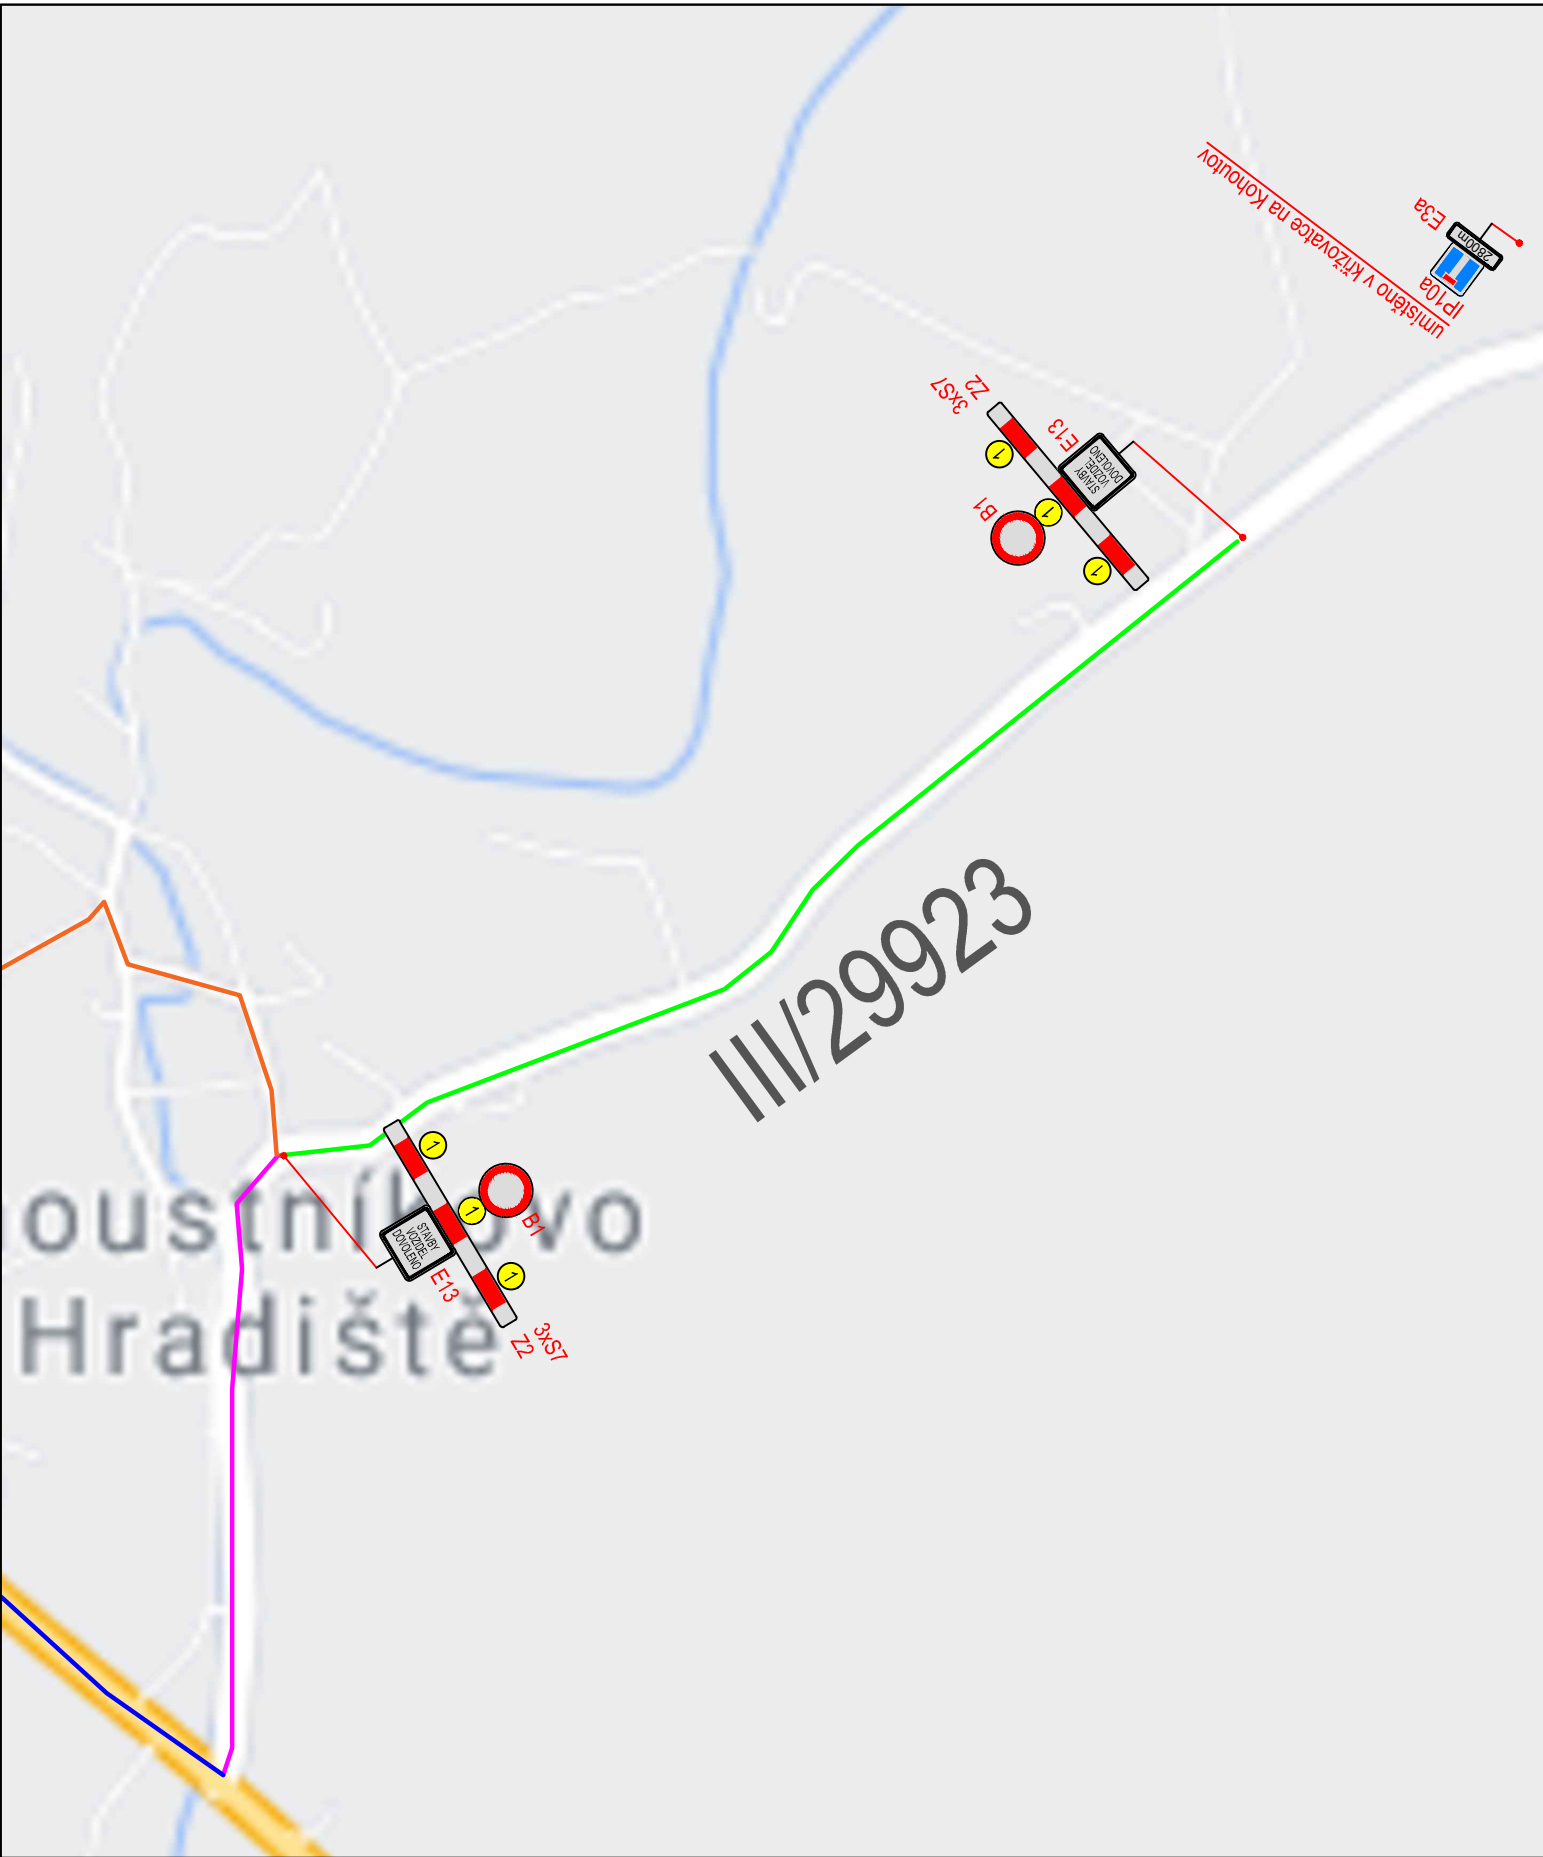 umístěno v křižovatce na Kohoutov
E3a
2800m
IP10a
Z2
3xS7
E13
STAVBY
VOZIDEL
DOVOLENO
1
1
1
B1
III/29923
oustníkovo
Hradiště
1
1
1
B1
STAVBY
VOZIDEL
DOVOLENO
E13
Z2
3xS7